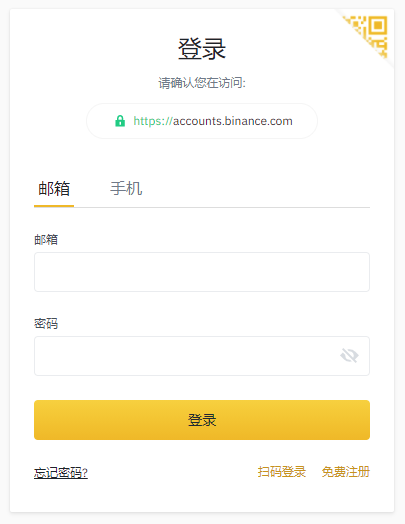 登录
请确认您在访问:
https://accounts.binance.com
邮箱 手机
邮箱
密码
登录
忘记密码? 扫码登录 免费注册